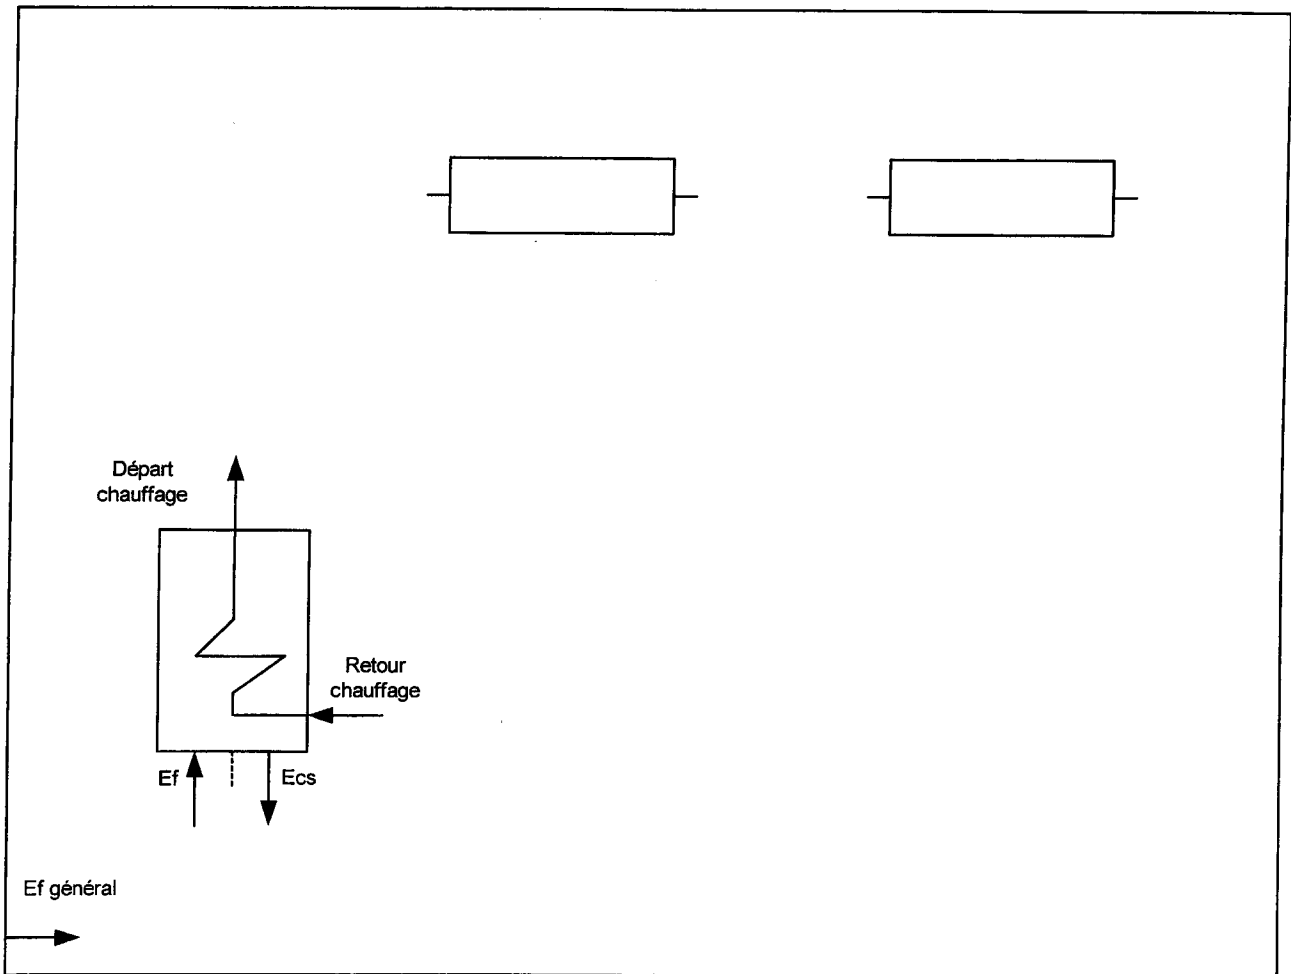 Départ
chauffage
Retour
chauffage
Ef
Ecs
Ef général